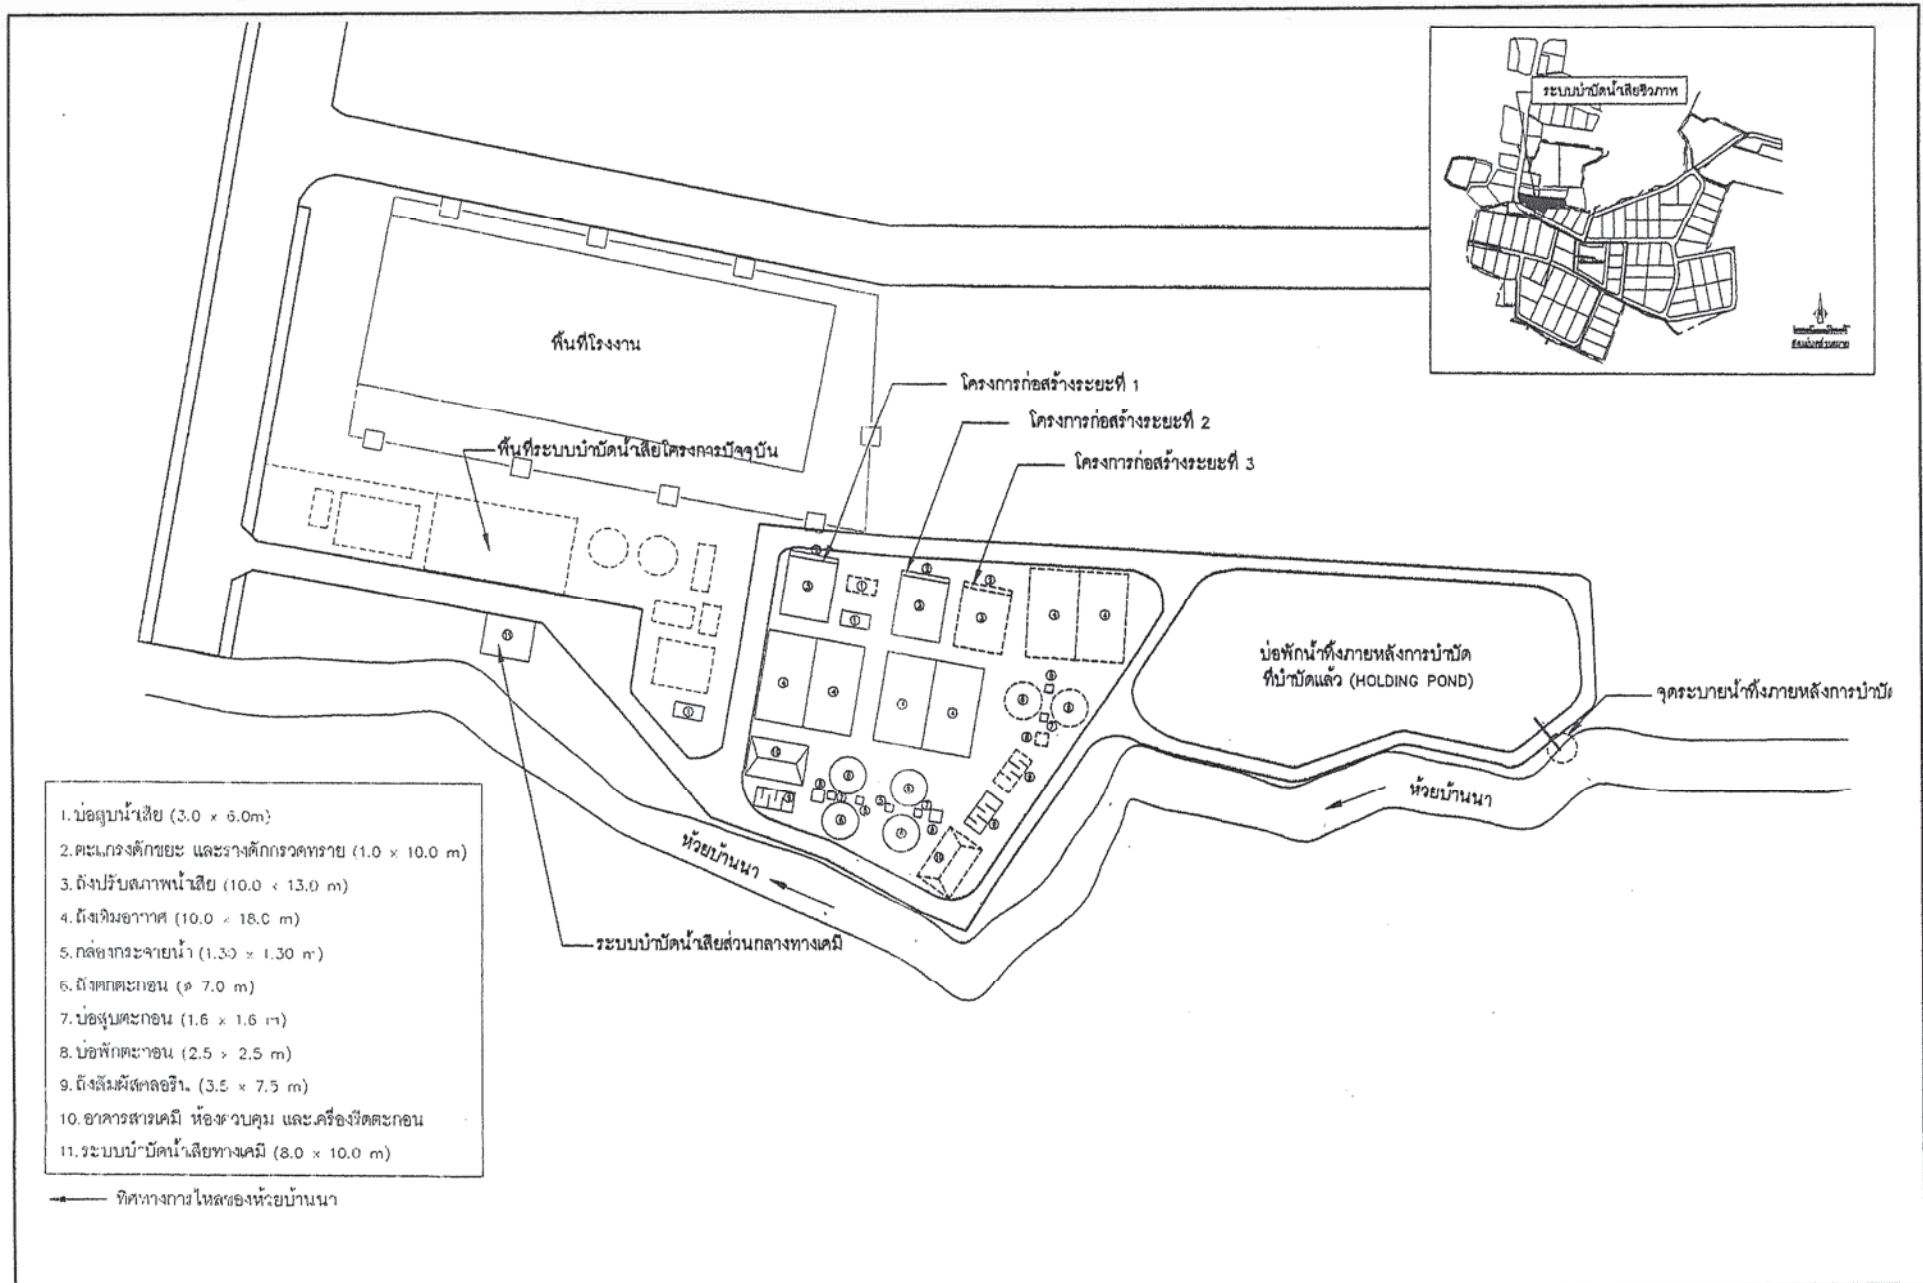 ระบบบำบัดน้ำเสียชีวภาพ
พื้นที่โรงงาน
โครงการก่อสร้างระยะที่ 1
โครงการก่อสร้างระยะที่ 2
โครงการก่อสร้างระยะที่ 3
พื้นที่ระบบบำบัดน้ำเสียโครงการปัจจุบัน
บ่อพักน้ำทิ้งภายหลังการบำบัด
ที่บำบัดแล้ว (HOLDING POND)
จุดระบายน้ำทิ้งภายหลังการบำบัด
ห้วยบ้านนา
ห้วยบ้านนา
ระบบบำบัดน้ำเสียส่วนกลางทางเคมี
1. บ่อสูบน้ำเสีย (3.0 x 6.0m)
2. ตะแกรงดักขยะ และรางดักกรวดทราย (1.0 x 10.0 m)
3. ถังปรับสภาพน้ำเสีย (10.0 x 13.0 m)
4. ถังเติมอากาศ (10.0 x 18.0 m)
5. กล่องกระจายน้ำ (1.30 x 1.30 m)
6. ถังตกตะกอน (ø 7.0 m)
7. บ่อสูบตะกอน (1.6 x 1.6 m)
8. บ่อพักตะกอน (2.5 x 2.5 m)
9. ถังสัมผัสคลอรีน (3.5 x 7.5 m)
10. อาคารสารเคมี ห้องควบคุม และเครื่องรีดตะกอน
11. ระบบบำบัดน้ำเสียทางเคมี (8.0 x 10.0 m)
ทิศทางการไหลของห้วยบ้านนา